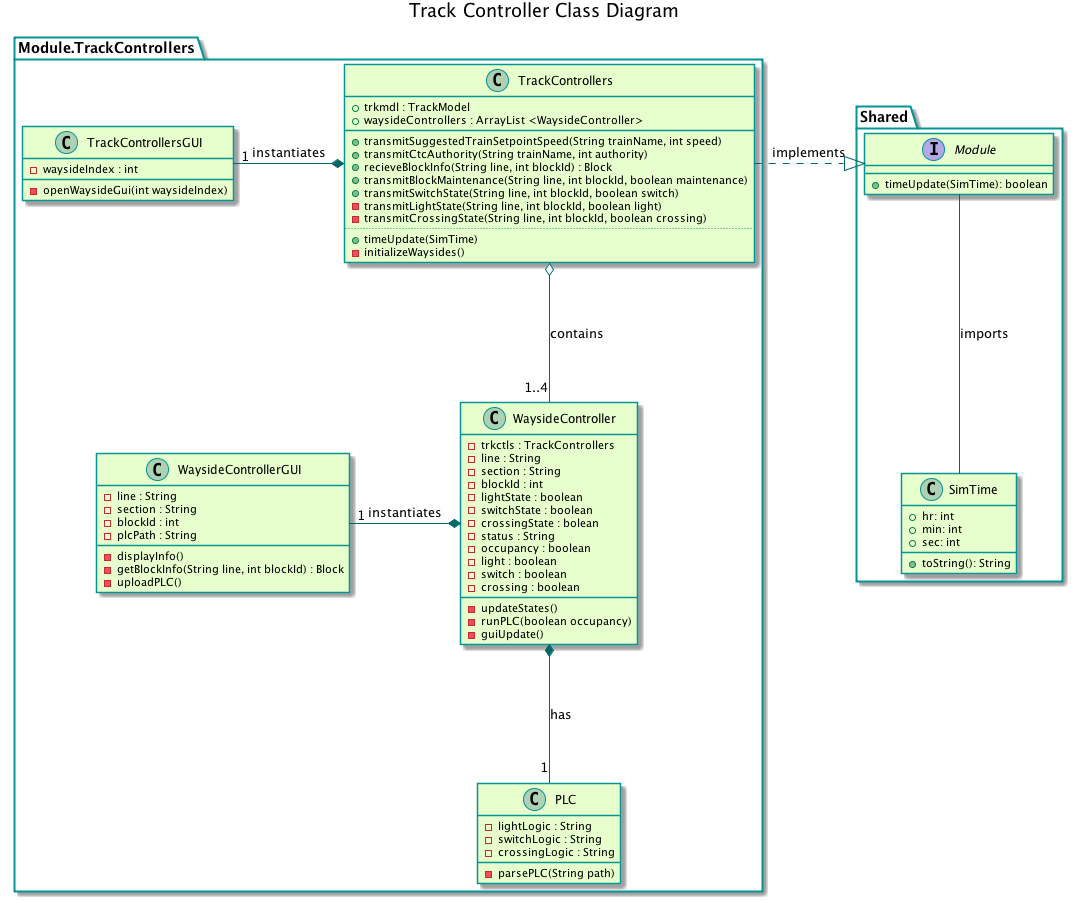 Track Controller Class Diagram
Module.TrackControllers
C TrackControllers
trkmdl : TrackModel
waysideControllers : ArrayList <WaysideController>
transmitSuggestedTrainSetpointSpeed(String trainName, int speed)
transmitCtcAuthority(String trainName, int authority)
recieveBlockInfo(String line, int blockId) : Block
transmitBlockMaintenance(String line, int blockId, boolean maintenance)
transmitSwitchState(String line, int blockId, boolean switch)
transmitLightState(String line, int blockId, boolean light)
transmitCrossingState(String line, int blockId, boolean crossing)
timeUpdate(SimTime)
initializeWaysides()
C TrackControllersGUI
waysideIndex : int
openWaysideGui(int waysideIndex)
1 instantiates
implements
Shared
I Module
timeUpdate(SimTime): boolean
contains
1..4
imports
C WaysideController
trkctls : TrackControllers
line : String
section : String
blockId : int
lightState : boolean
switchState : boolean
crossingState : bolean
status : String
occupancy : boolean
light : boolean
switch : boolean
crossing : boolean
updateStates()
runPLC(boolean occupancy)
guiUpdate()
C WaysideControllerGUI
line : String
section : String
blockId : int
plcPath : String
displayInfo()
getBlockInfo(String line, int blockId) : Block
uploadPLC()
1 instantiates
C SimTime
hr: int
min: int
sec: int
toString(): String
has
1
C PLC
lightLogic : String
switchLogic : String
crossingLogic : String
parsePLC(String path)